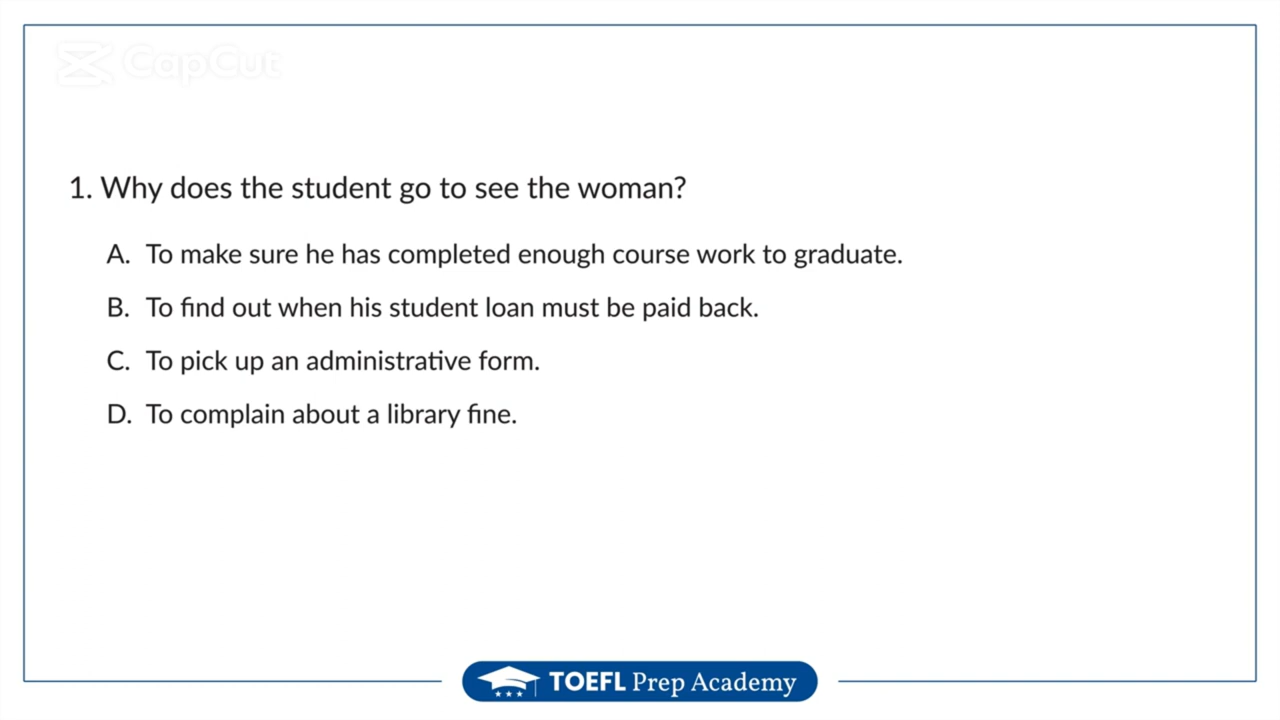 CapCut
1. Why does the student go to see the woman?
A. To make sure he has completed enough course work to graduate.
B. To find out when his student loan must be paid back.
C. To pick up an administrative form.
D. To complain about a library fine.
TOEFL Prep Academy